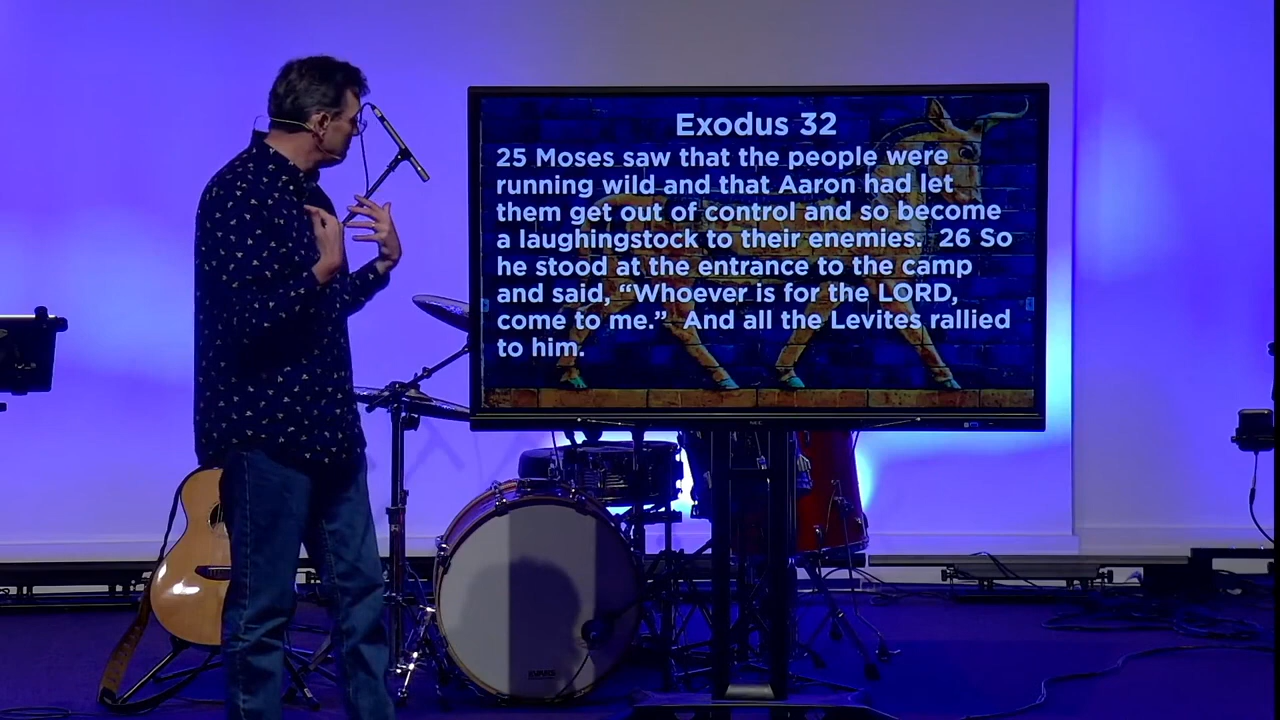 Exodus 32
25 Moses saw that the people were
running wild and that Aaron had let
them get out of control and so become
a laughingstock to their enemies.  26 So
he stood at the entrance to the camp
and said, “Whoever is for the LORD,
come to me.”  And all the Levites rallied
to him.
NEC
EVANS